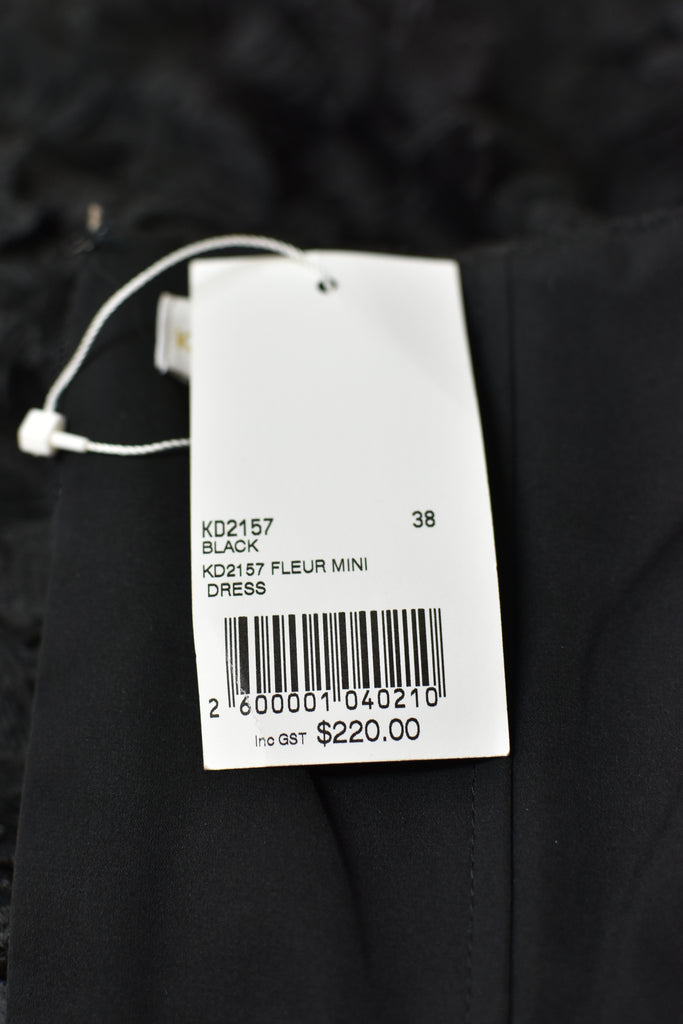 KD2157 38
BLACK
KD2157 FLEUR MINI
DRESS
2 600001 040210
Inc GST $220.00